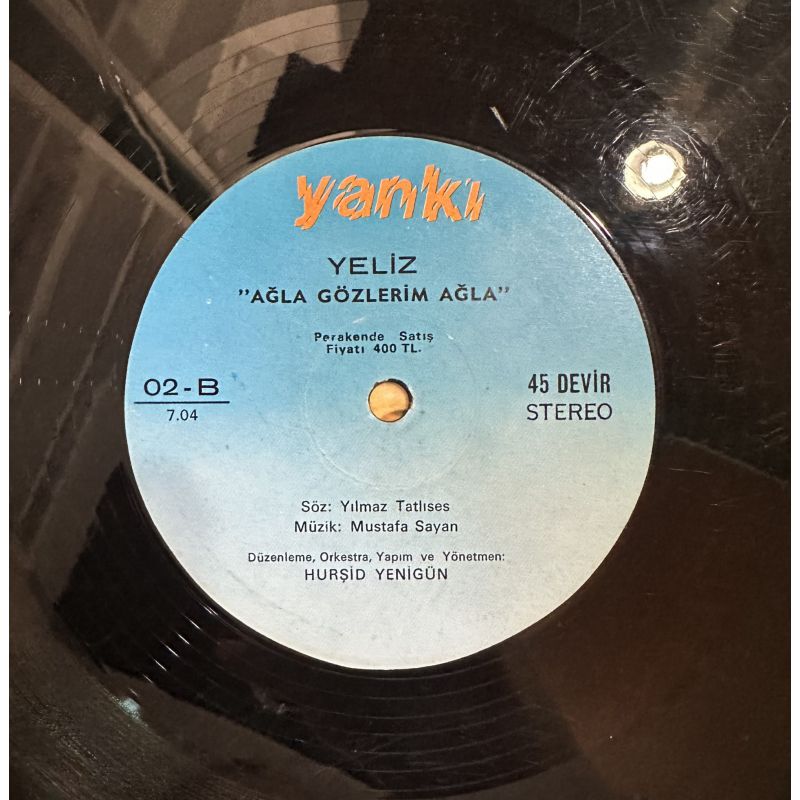 yankı
YELİZ
"AĞLA GÖZLERİM AĞLA"
Perakende Satış
Fiyatı 400 TL.
02-B
7.04
45 DEVİR
STEREO
Söz: Yılmaz Tatlıses
Müzik: Mustafa Sayan
Düzenleme, Orkestra, Yapım ve Yönetmen:
HURŞİD YENİGÜN